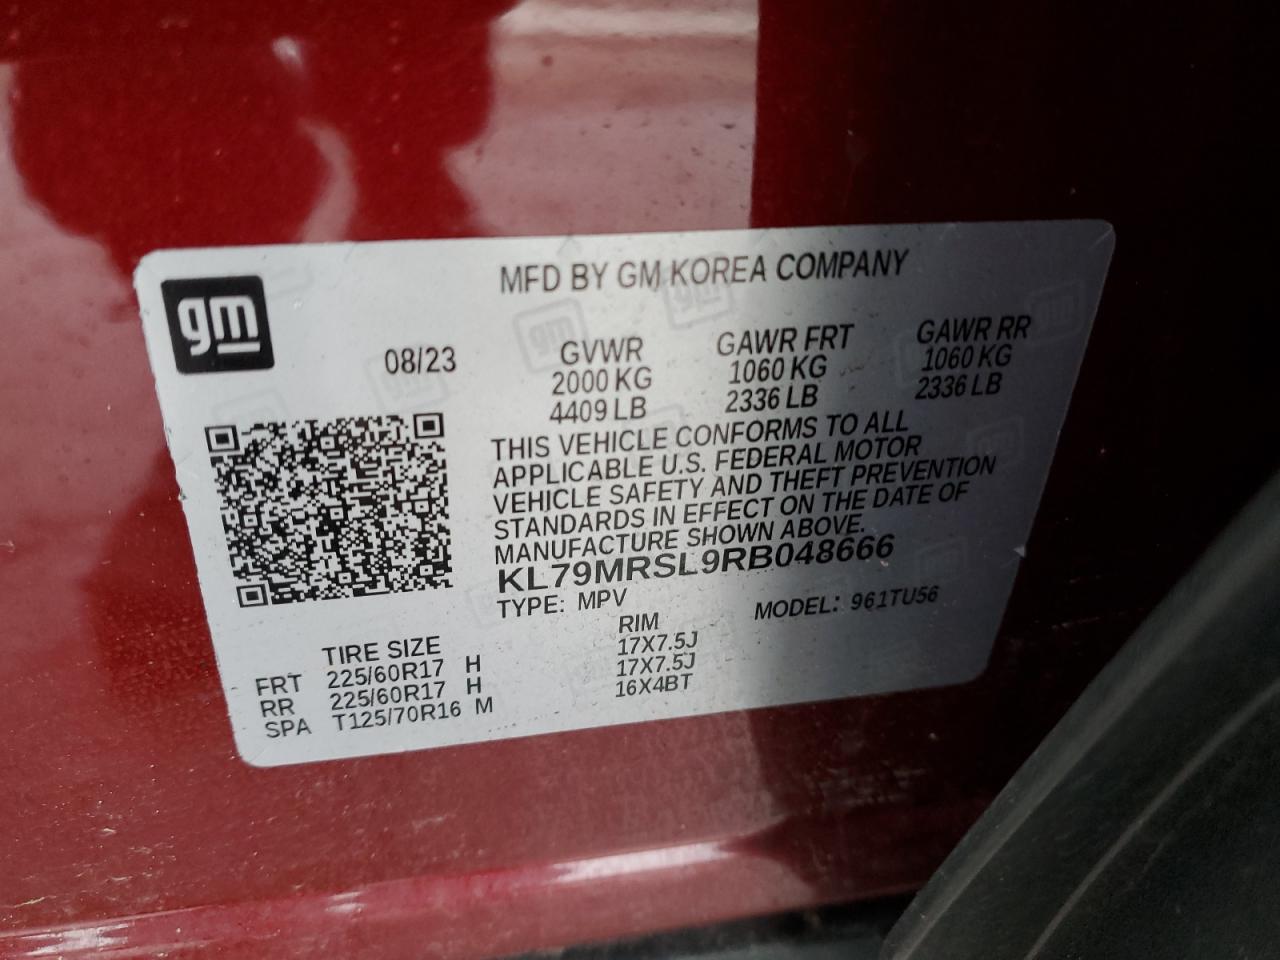 gm
MFD BY GM KOREA COMPANY
08/23
GVWR GAWR FRT GAWR RR
2000 KG 1060 KG 1060 KG
4409 LB 2336 LB 2336 LB
THIS VEHICLE CONFORMS TO ALL
APPLICABLE U.S. FEDERAL MOTOR
VEHICLE SAFETY AND THEFT PREVENTION
STANDARDS IN EFFECT ON THE DATE OF
MANUFACTURE SHOWN ABOVE.
KL79MRSL9RB048666
TYPE: MPV MODEL: 961TU56
TIRE SIZE RIM
FRT 225/60R17 H 17X7.5J
RR 225/60R17 H 17X7.5J
SPA T125/70R16 M 16X4BT